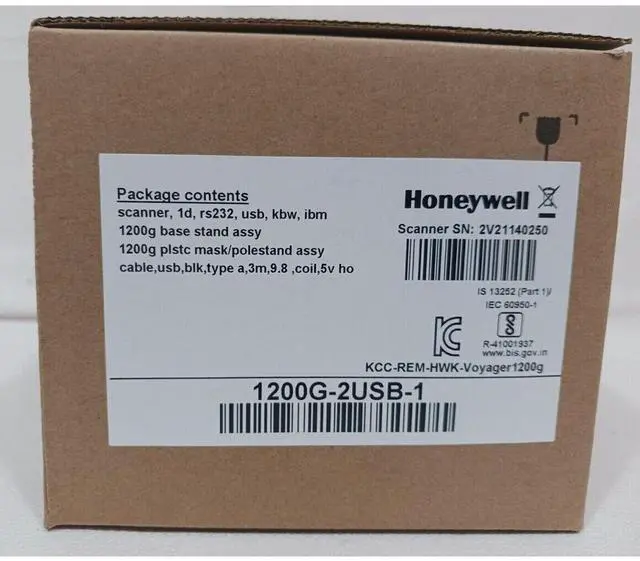 Package contents
scanner, 1d, rs232, usb, kbw, ibm
1200g base stand assy
1200g plstc mask/polestand assy
cable,usb,blk,type a,3m,9.8 ,coil,5v ho
Honeywell
Scanner SN: 2V21140250
IS 13252 (Part 1)/
IEC 60950-1
R-41001937
www.bis.gov.in
KCC-REM-HWK-Voyager1200g
1200G-2USB-1